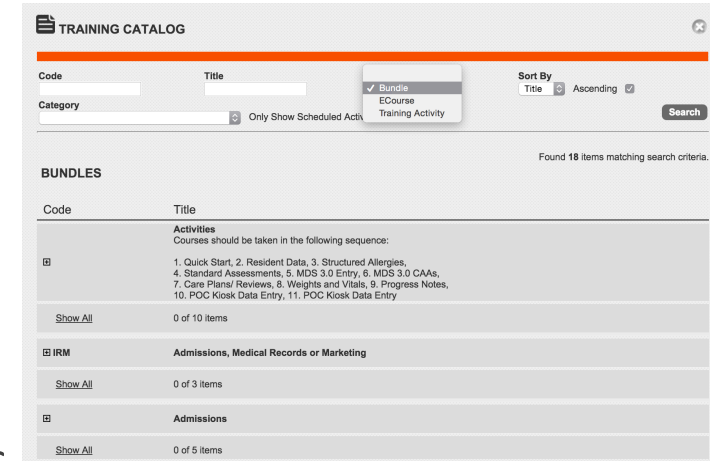 TRAINING CATALOG
Code
Title
Bundle
ECourse
Training Activity
Sort By
Title
Ascending
Category
Only Show Scheduled Activ
Search
Found 18 items matching search criteria.
BUNDLES
Code Title
Activities
Courses should be taken in the following sequence:
1. Quick Start, 2. Resident Data, 3. Structured Allergies,
4. Standard Assessments, 5. MDS 3.0 Entry, 6. MDS 3.0 CAAs,
7. Care Plans/ Reviews, 8. Weights and Vitals, 9. Progress Notes,
10. POC Kiosk Data Entry, 11. POC Kiosk Data Entry
Show All 0 of 10 items
IRM Admissions, Medical Records or Marketing
Show All 0 of 3 items
Admissions
Show All 0 of 5 items